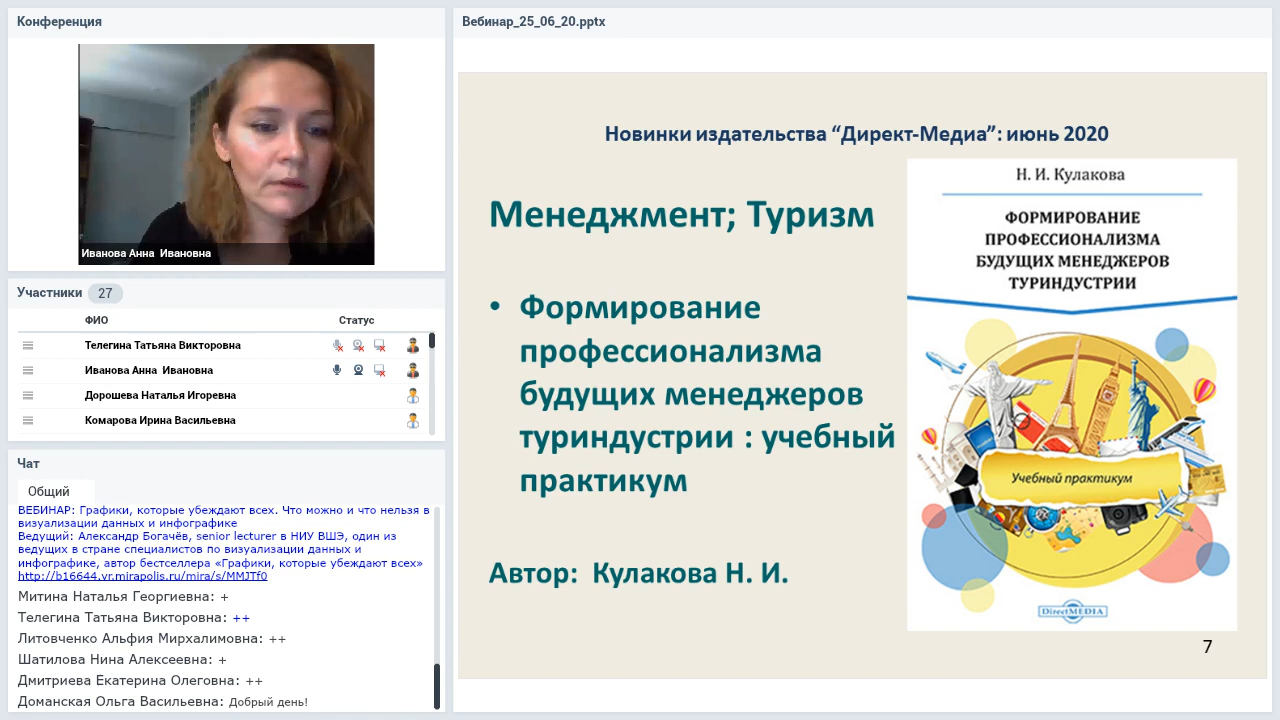 Конференция
Иванова Анна  Ивановна
Участники 27
ФИО Статус
Телегина Татьяна Викторовна
Иванова Анна  Ивановна
Дорошева Наталья Игоревна
Комарова Ирина Васильевна
Чат
Общий
ВЕБИНАР: Графики, которые убеждают всех. Что можно и что нельзя в
визуализации данных и инфографике
Ведущий: Александр Богачёв, senior lecturer в НИУ ВШЭ, один из
ведущих в стране специалистов по визуализации данных и
инфографике, автор бестселлера «Графики, которые убеждают всех»
http://b16644.vr.mirapolis.ru/mira/s/MMJTf0
Митина Наталья Георгиевна: +
Телегина Татьяна Викторовна: ++
Литовченко Альфия Мирхалимовна: ++
Шатилова Нина Алексеевна: +
Дмитриева Екатерина Олеговна: ++
Доманская Ольга Васильевна: Добрый день!
Вебинар_25_06_20.pptx
Новинки издательства “Директ-Медиа”: июнь 2020
Менеджмент; Туризм
• Формирование
профессионализма
будущих менеджеров
туриндустрии : учебный
практикум
Автор:  Кулакова Н. И.
Н. И. Кулакова
ФОРМИРОВАНИЕ
ПРОФЕССИОНАЛИЗМА
БУДУЩИХ МЕНЕДЖЕРОВ
ТУРИНДУСТРИИ
Учебный практикум
DirectMEDIA
7